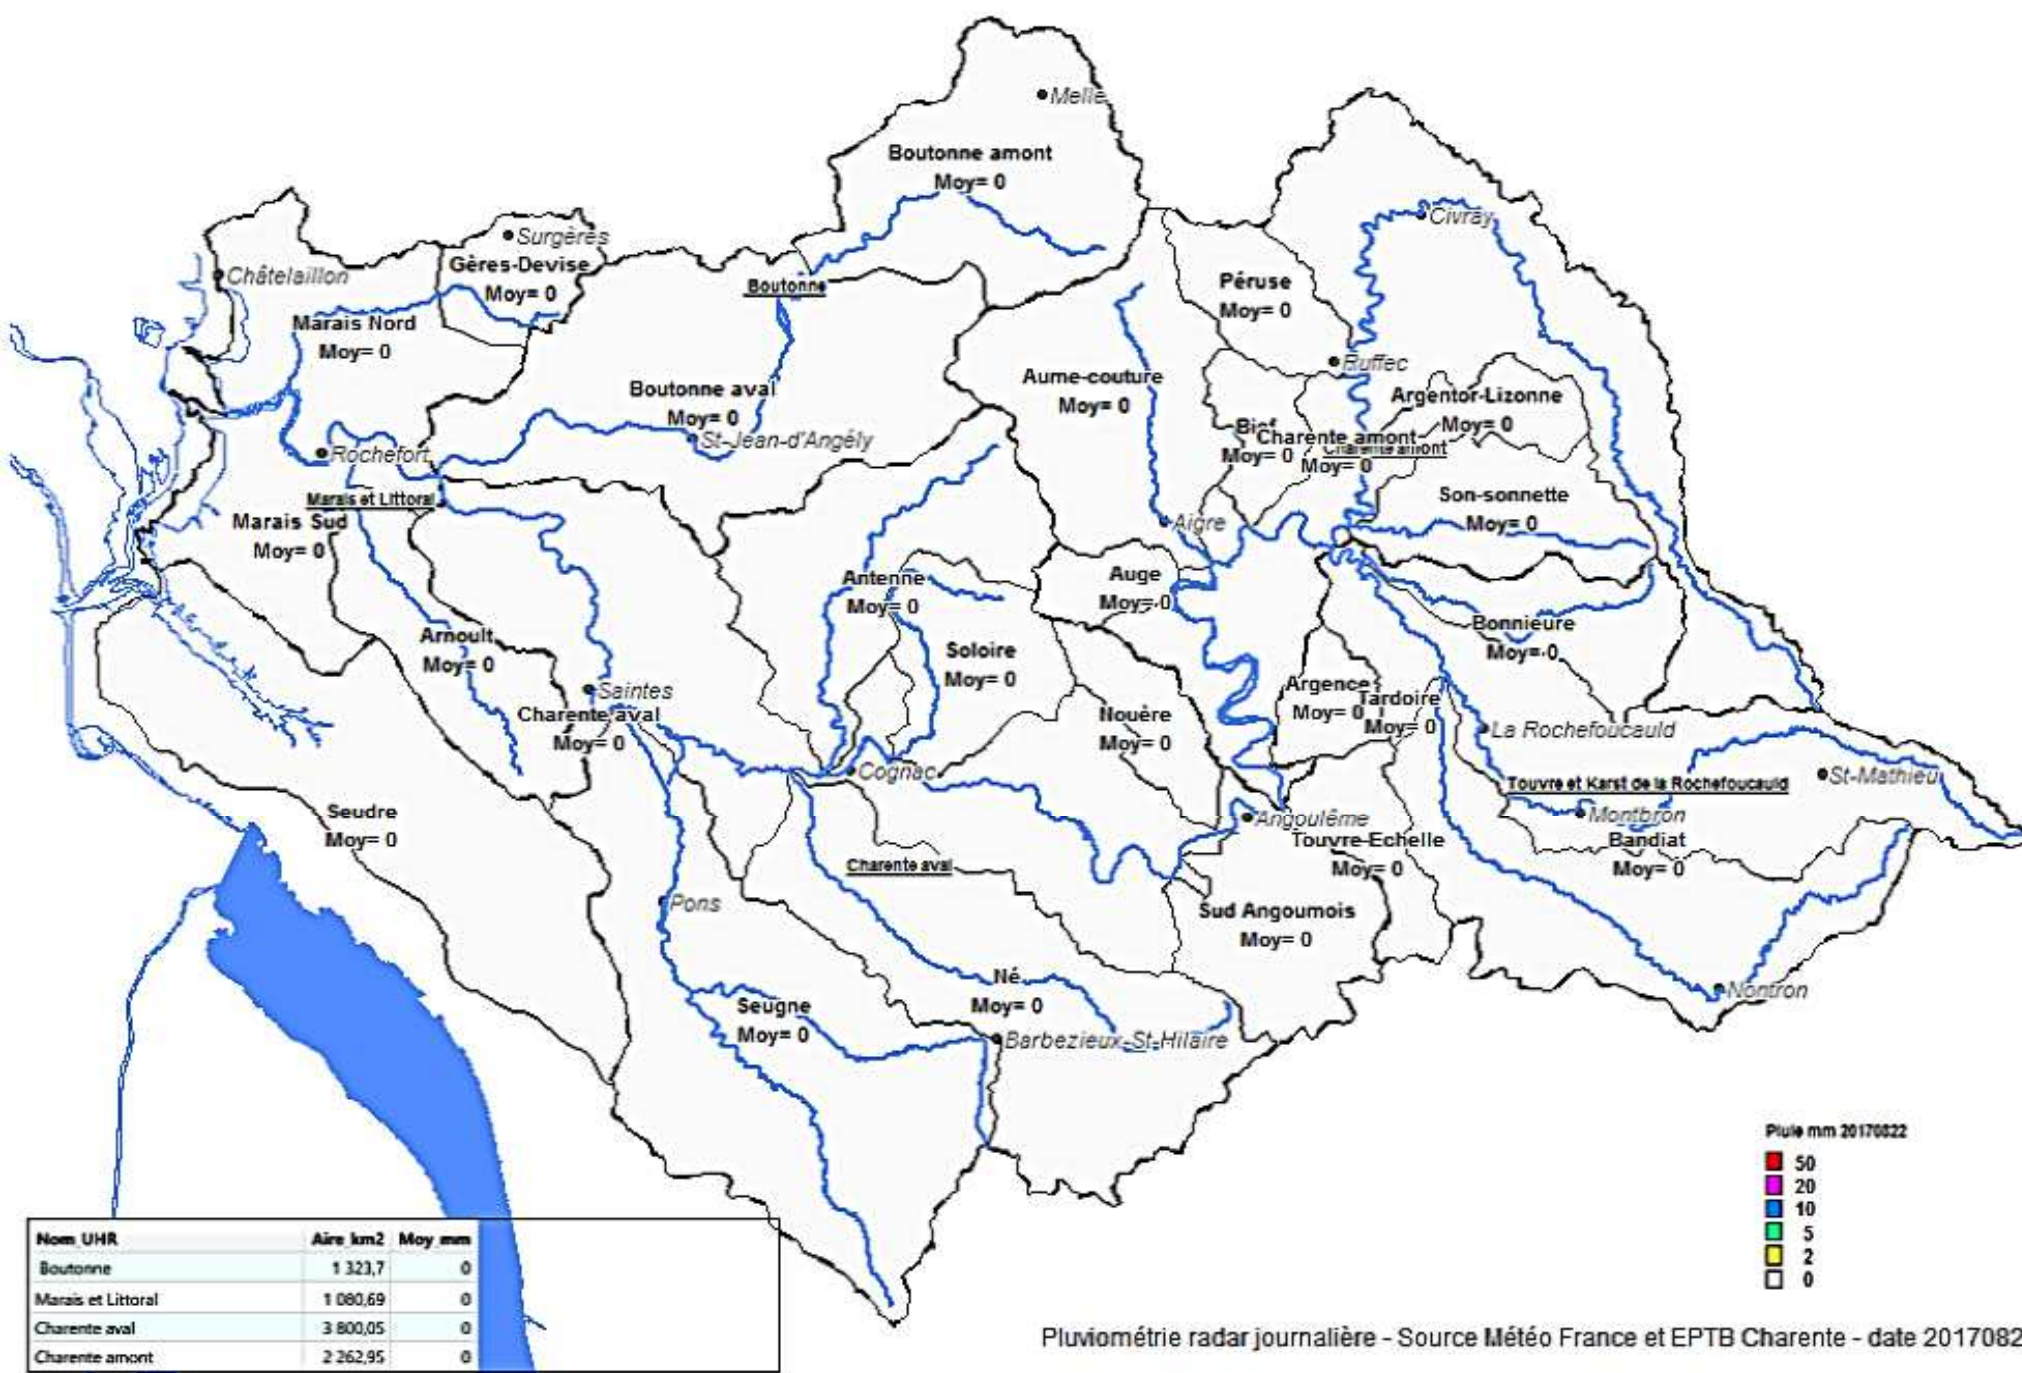 Melle
Boutonne amont
Moy= 0
Civray
Surgères
Gères-Devise
Moy= 0
Châtelaillon
Boutonne
Péruse
Moy= 0
Marais Nord
Moy= 0
Ruffec
Aume-couture
Moy= 0
Boutonne aval
Moy= 0
Argentor-Lizonne
Moy= 0
St-Jean-d'Angély
Rochefort
Bief
Moy= 0
Charente amont
Moy= 0
Charente amont
Marais et Littoral
Son-sonnette
Moy= 0
Marais Sud
Moy= 0
Aigre
Antenne
Moy= 0
Auge
Moy= 0
Bonnieure
Moy= 0
Arnoult
Moy= 0
Soloire
Moy= 0
Saintes
Argence
Moy= 0
Tardoire
Moy= 0
Charente aval
Moy= 0
Nouère
Moy= 0
La Rochefoucauld
Cognac
St-Mathieu
Touvre et Karst de la Rochefoucauld
Seudre
Moy= 0
Montbron
Angoulême
Touvre-Echelle
Moy= 0
Bandiat
Moy= 0
Charente aval
Pons
Sud Angoumois
Moy= 0
Né
Moy= 0
Nontron
Seugne
Moy= 0
Barbezieux-St-Hilaire
Pluie mm 20170822
50
20
10
5
2
0
Nom_UHR Aire_km2 Moy_mm
Boutonne 1 323,7 0
Marais et Littoral 1 080,69 0
Charente aval 3 800,05 0
Charente amont 2 262,95 0
Pluviométrie radar journalière - Source Météo France et EPTB Charente - date 2017082